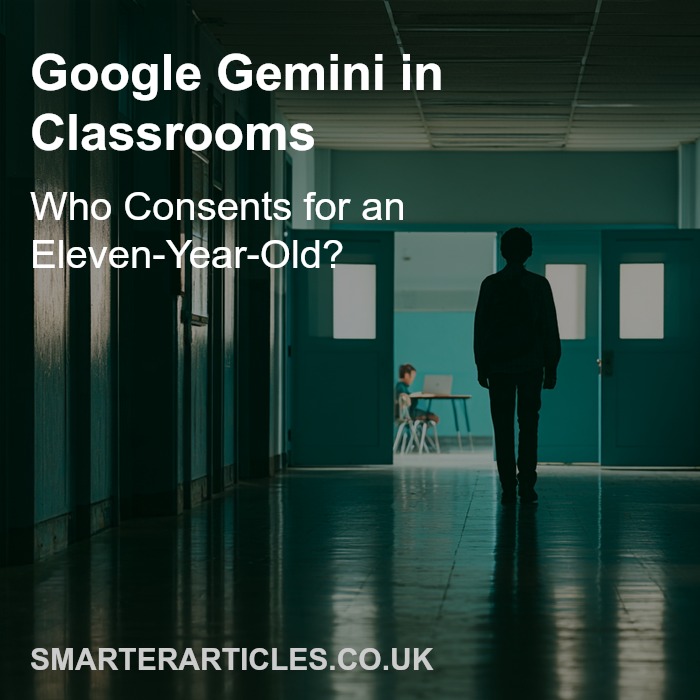 Google Gemini in
Classrooms
Who Consents for an
Eleven-Year-Old?
SMARTERARTICLES.CO.UK